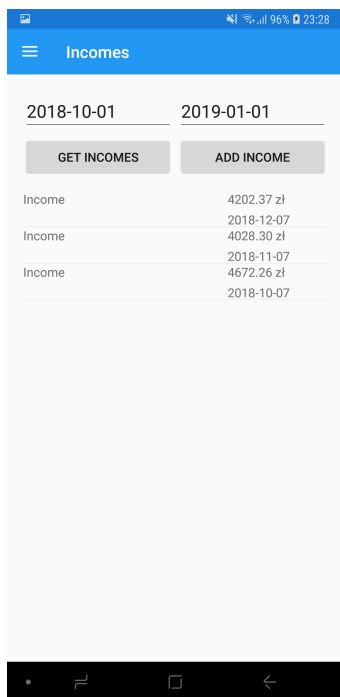 96% 23:28
Incomes
2018-10-01 2019-01-01
GET INCOMES ADD INCOME
Income 4202.37 zł
2018-12-07
Income 4028.30 zł
2018-11-07
Income 4672.26 zł
2018-10-07